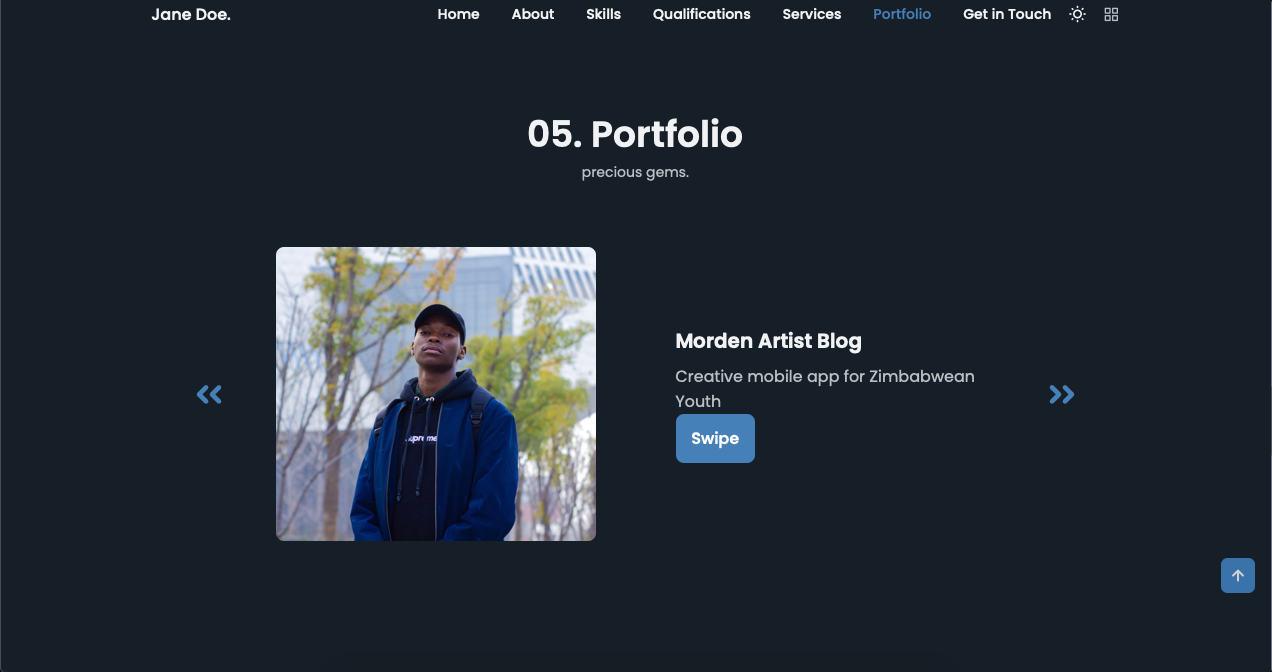 Jane Doe.
Home About Skills Qualifications Services Portfolio Get in Touch
05. Portfolio
precious gems.
Morden Artist Blog
Creative mobile app for Zimbabwean
Youth
Swipe